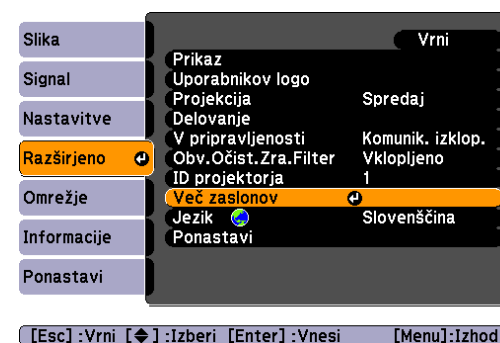 Slika
Signal
Nastavitve
Razširjeno
Omrežje
Informacije
Ponastavi
Vrni
Prikaz
Uporabnikov logo
Projekcija Spredaj
Delovanje
V pripravljenosti Komunik. izklop.
Obv.Očist.Zra.Filter Vklopljeno
ID projektorja 1
Več zaslonov
Jezik Slovenščina
Ponastavi
[Esc] :Vrni [◆] :Izberi [Enter] :Vnesi [Menu]:Izhod